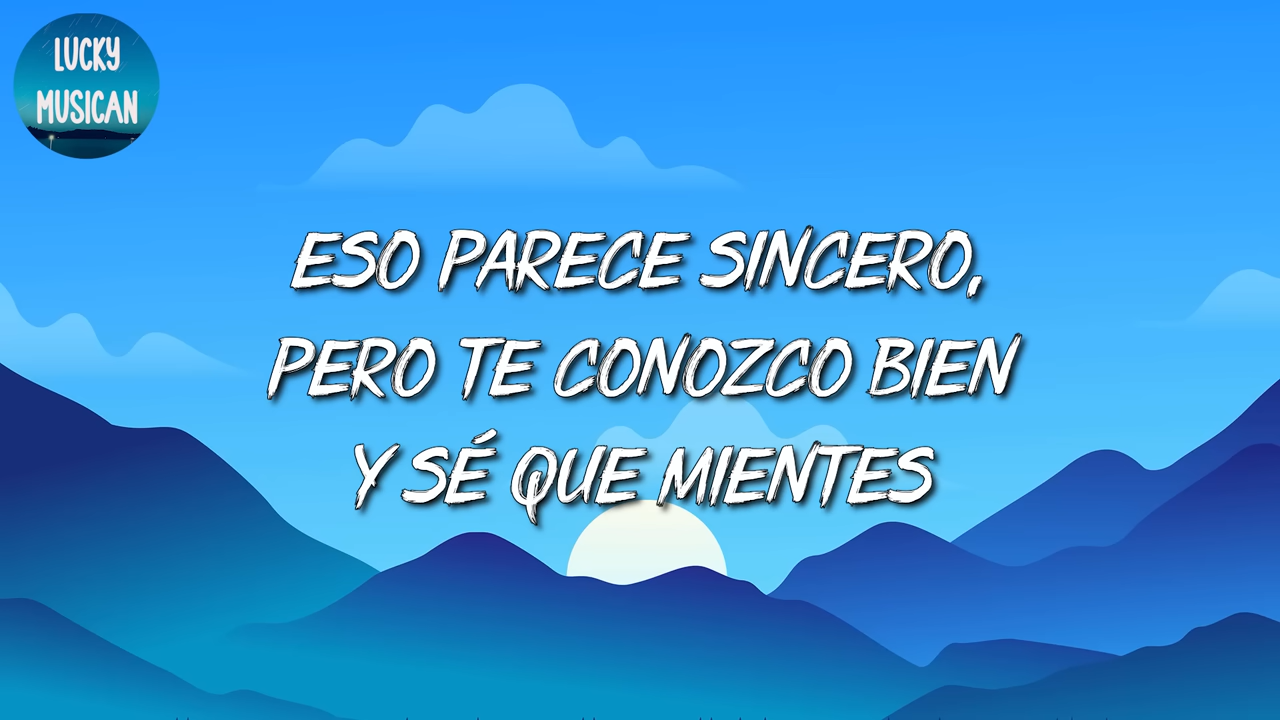 LUCKY
MUSICAN
ESO PARECE SINCERO,
PERO TE CONOZCO BIEN
Y SÉ QUE MIENTES